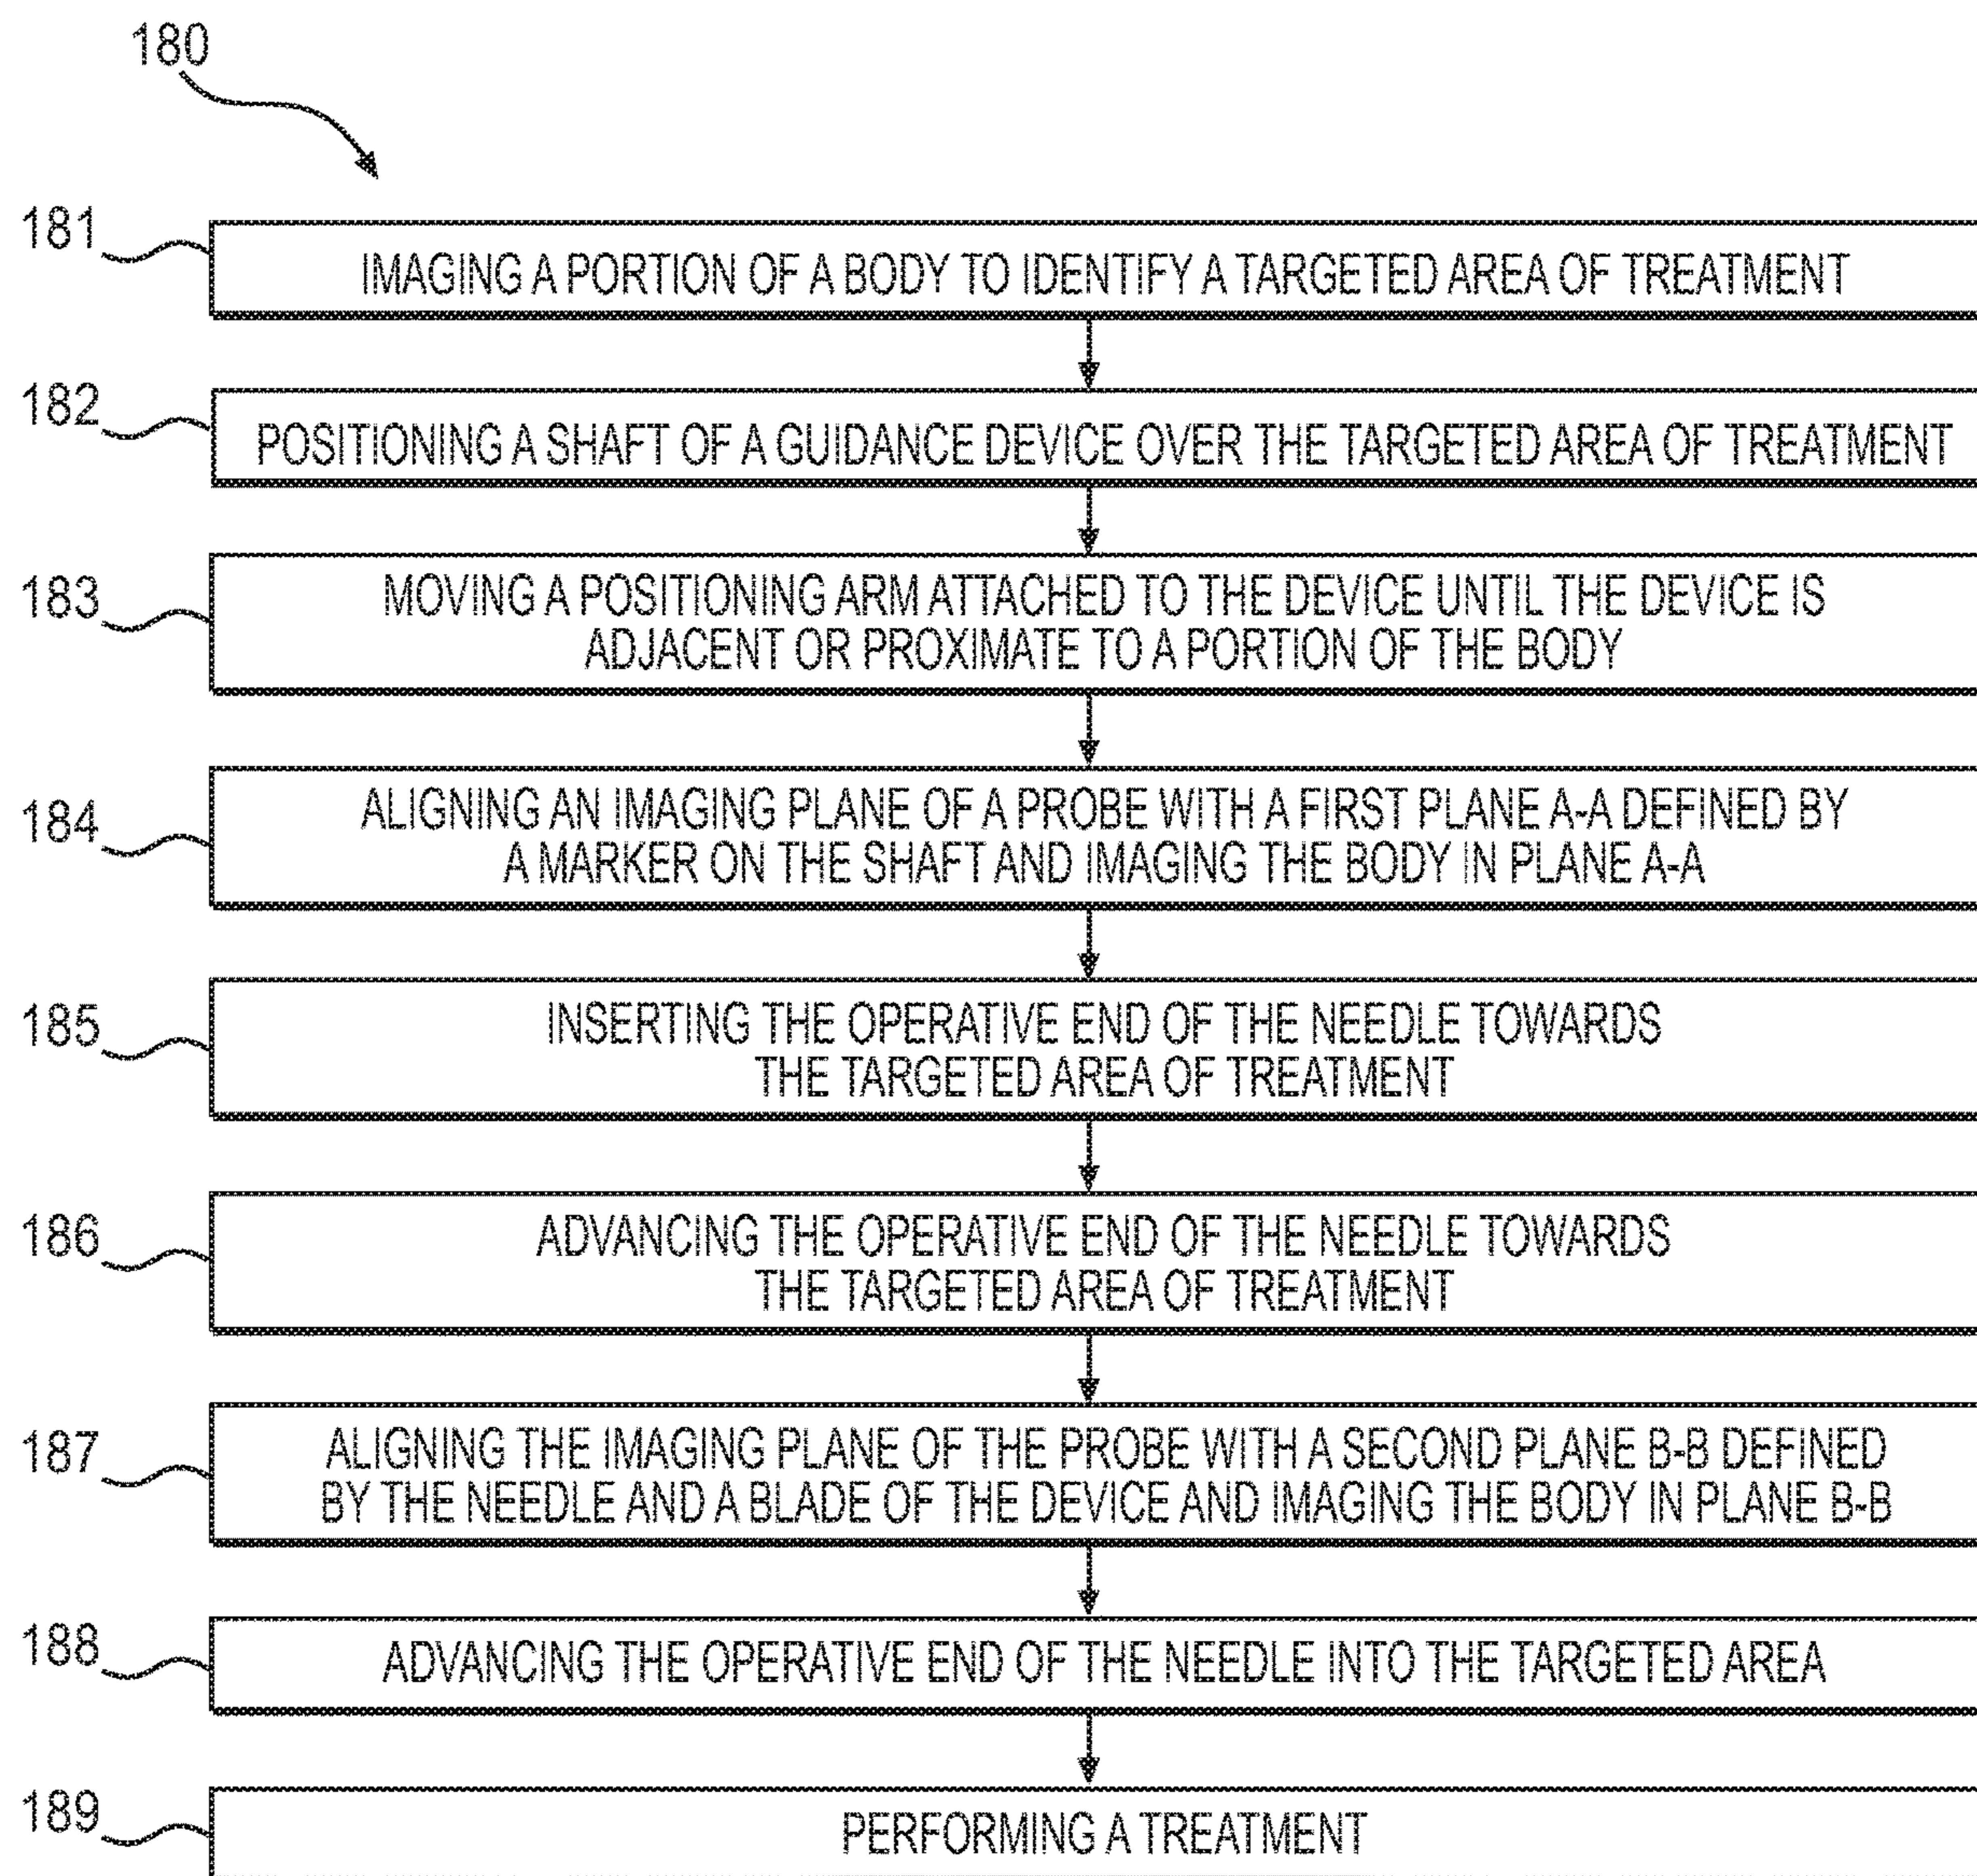 180
181
IMAGING A PORTION OF A BODY TO IDENTIFY A TARGETED AREA OF TREATMENT
182
POSITIONING A SHAFT OF A GUIDANCE DEVICE OVER THE TARGETED AREA OF TREATMENT
183
MOVING A POSITIONING ARM ATTACHED TO THE DEVICE UNTIL THE DEVICE IS
ADJACENT OR PROXIMATE TO A PORTION OF THE BODY
184
ALIGNING AN IMAGING PLANE OF A PROBE WITH A FIRST PLANE A-A DEFINED BY
A MARKER ON THE SHAFT AND IMAGING THE BODY IN PLANE A-A
185
INSERTING THE OPERATIVE END OF THE NEEDLE TOWARDS
THE TARGETED AREA OF TREATMENT
186
ADVANCING THE OPERATIVE END OF THE NEEDLE TOWARDS
THE TARGETED AREA OF TREATMENT
187
ALIGNING THE IMAGING PLANE OF THE PROBE WITH A SECOND PLANE B-B DEFINED
BY THE NEEDLE AND A BLADE OF THE DEVICE AND IMAGING THE BODY IN PLANE B-B
188
ADVANCING THE OPERATIVE END OF THE NEEDLE INTO THE TARGETED AREA
189
PERFORMING A TREATMENT